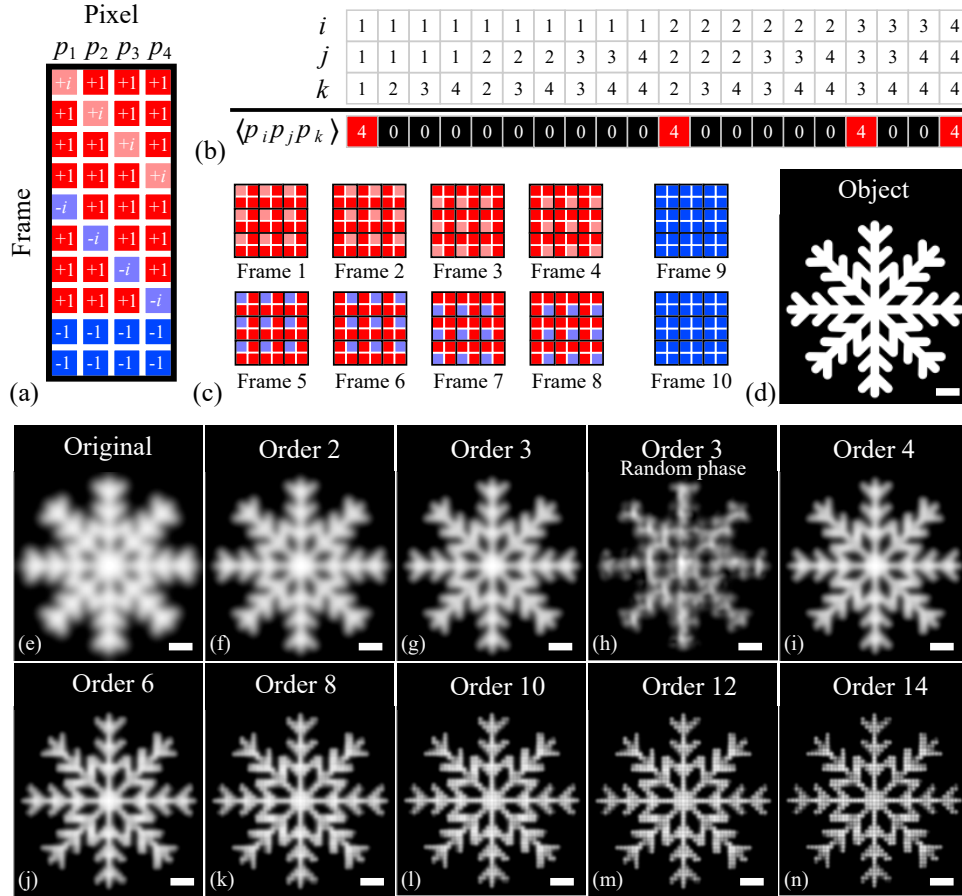 Pixel
p1 p2 p3 p4
+i +1 +1 +1
+1 +i +1 +1
+1 +1 +i +1
+1 +1 +1 +i
-i +1 +1 +1
+1 -i +1 +1
+1 +1 -i +1
+1 +1 +1 -i
-1 -1 -1 -1
-1 -1 -1 -1
Frame
(a)
i 1 1 1 1 1 1 1 1 1 1 2 2 2 2 2 2 3 3 3 4
j 1 1 1 1 2 2 2 3 3 4 2 2 2 3 3 4 3 3 4 4
k 1 2 3 4 2 3 4 3 4 4 2 3 4 3 4 4 3 4 4 4
⟨pipjpk⟩ 4 0 0 0 0 0 0 0 0 0 4 0 0 0 0 0 4 0 0 4
(b)
Frame 1 Frame 2 Frame 3 Frame 4 Frame 9
Frame 5 Frame 6 Frame 7 Frame 8 Frame 10
(c)
Object
(d)
Original
(e)
Order 2
(f)
Order 3
(g)
Order 3
Random phase
(h)
Order 4
(i)
Order 6
(j)
Order 8
(k)
Order 10
(l)
Order 12
(m)
Order 14
(n)